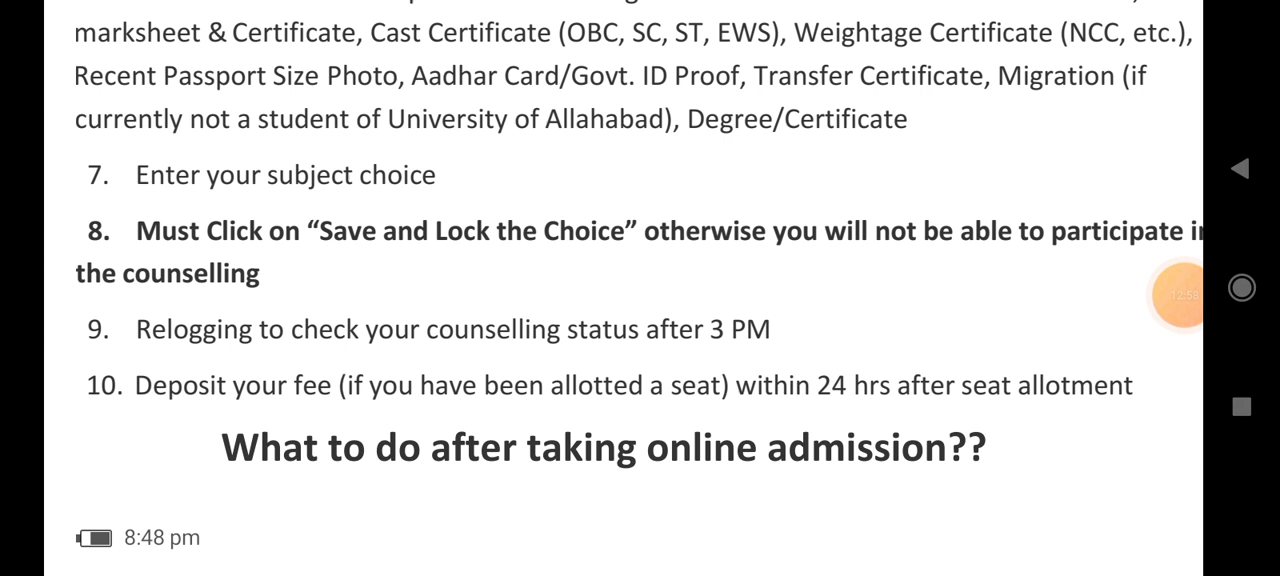 marksheet & Certificate, Cast Certificate (OBC, SC, ST, EWS), Weightage Certificate (NCC, etc.),
Recent Passport Size Photo, Aadhar Card/Govt. ID Proof, Transfer Certificate, Migration (if
currently not a student of University of Allahabad), Degree/Certificate
7. Enter your subject choice
8. Must Click on “Save and Lock the Choice” otherwise you will not be able to participate in
the counselling
12:58
9. Relogging to check your counselling status after 3 PM
10. Deposit your fee (if you have been allotted a seat) within 24 hrs after seat allotment
What to do after taking online admission??
8:48 pm